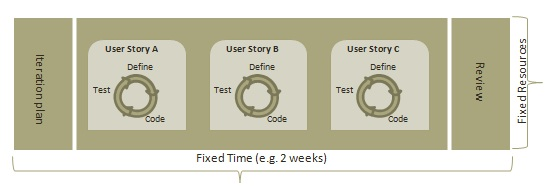 Iteration plan
User Story A
Define
Test
Code
User Story B
Define
Test
Code
User Story C
Define
Test
Code
Review
Fixed Resources
Fixed Time (e.g. 2 weeks)